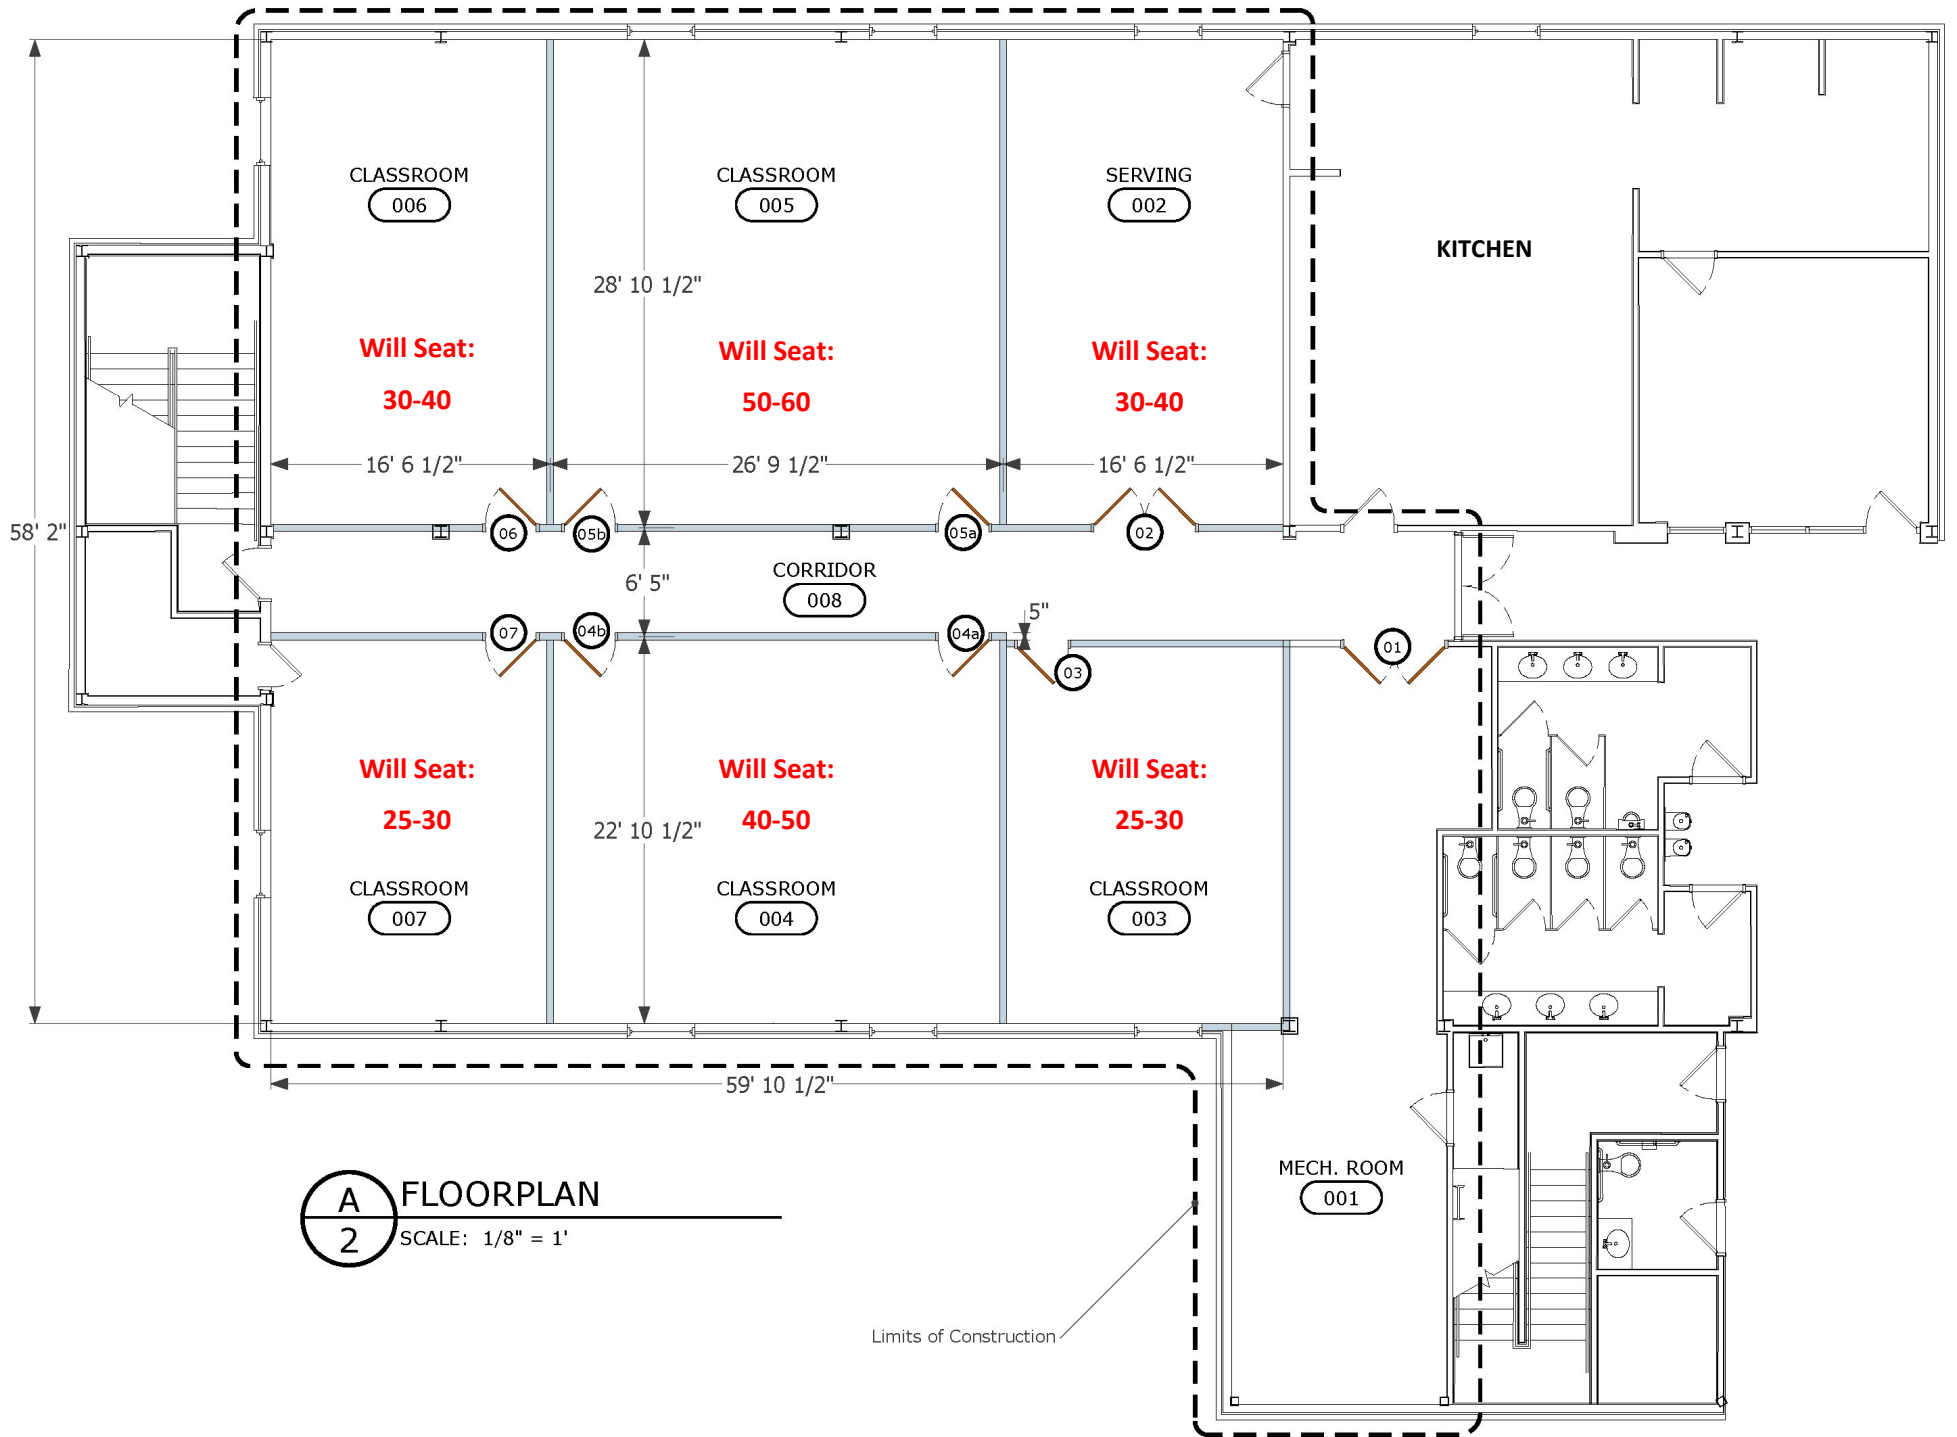 CLASSROOM
006
CLASSROOM
005
SERVING
002
KITCHEN
28' 10 1/2"
Will Seat:
30-40
Will Seat:
50-60
Will Seat:
30-40
16' 6 1/2"
26' 9 1/2"
16' 6 1/2"
58' 2"
06
05b
05a
02
CORRIDOR
008
6' 5"
5"
07
04b
04a
03
01
Will Seat:
25-30
Will Seat:
40-50
Will Seat:
25-30
22' 10 1/2"
CLASSROOM
007
CLASSROOM
004
CLASSROOM
003
59' 10 1/2"
MECH. ROOM
001
A
2
FLOORPLAN
SCALE: 1/8" = 1'
Limits of Construction